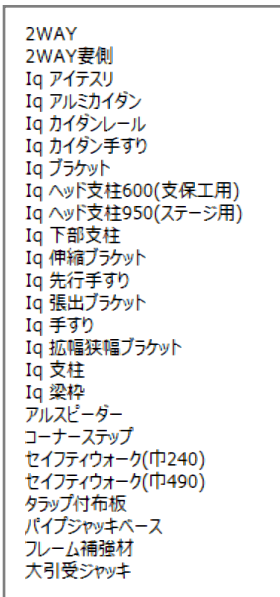 2WAY
2WAY妻側
Iq アイテスリ
Iq アルミカイダン
Iq カイダンレール
Iq カイダン手すり
Iq ブラケット
Iq ヘッド支柱600(支保工用)
Iq ヘッド支柱950(ステージ用)
Iq 下部支柱
Iq 伸縮ブラケット
Iq 先行手すり
Iq 張出ブラケット
Iq 手すり
Iq 拡幅狭幅ブラケット
Iq 支柱
Iq 梁枠
アルスピーダー
コーナーステップ
セイフティウォーク(巾240)
セイフティウォーク(巾490)
タラップ付布板
パイプジャッキベース
フレーム補強材
大引受ジャッキ